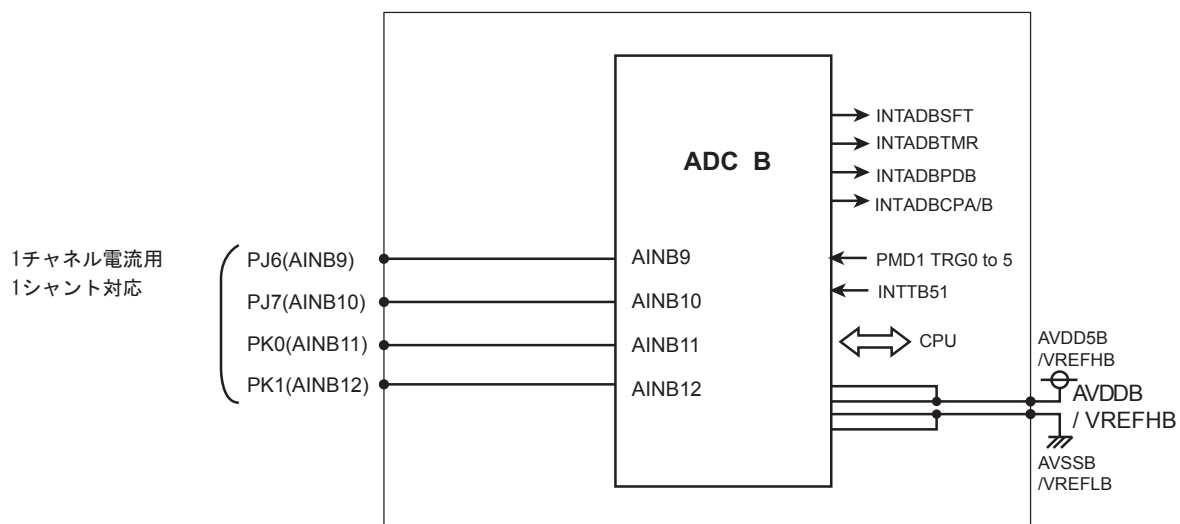 ADC B
INTADBSFT
INTADBTMR
INTADBPDB
INTADBCPA/B
1チャネル電流用
1シャント対応
PJ6(AINB9)
PJ7(AINB10)
PK0(AINB11)
PK1(AINB12)
AINB9
AINB10
AINB11
AINB12
PMD1 TRG0 to 5
INTTB51
CPU
AVDD5B
/VREFHB
AVDDB
/ VREFHB
AVSSB
/VREFLB